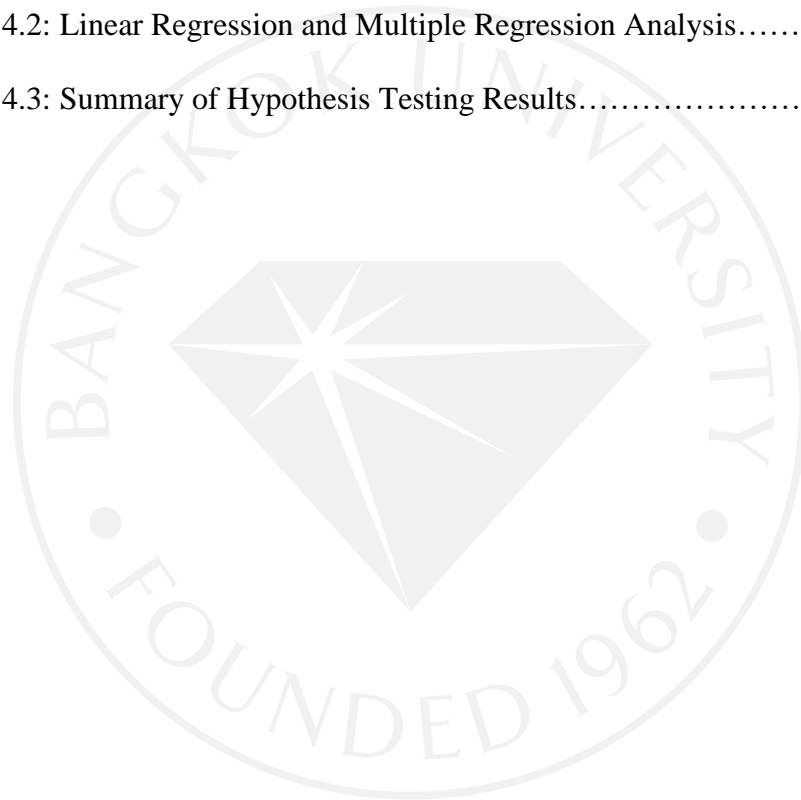 4.2: Linear Regression and Multiple Regression Analysis……
4.3: Summary of Hypothesis Testing Results…………………
BANGKOK UNIVERSITY
• FOUNDED 1962 •